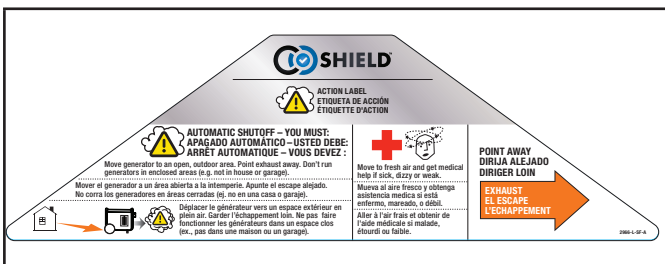 CO SHIELD™
ACTION LABEL
ETIQUETA DE ACCIÓN
ÉTIQUETTE D'ACTION
AUTOMATIC SHUTOFF – YOU MUST:
APAGADO AUTOMÁTICO – USTED DEBE:
ARRÊT AUTOMATIQUE – VOUS DEVEZ :
Move generator to an open, outdoor area. Point exhaust away. Don't run
generators in enclosed areas (e.g. not in house or garage).
Mover el generador a un área abierta a la intemperie. Apunte el escape alejado.
No corra los generadores en áreas cerradas (ej. no en una casa o garaje).
Déplacer le générateur vers un espace extérieur en
plein air. Garder l'échappement loin. Ne pas faire
fonctionner les générateurs dans un espace clos
(ex., pas dans une maison ou un garage).
Move to fresh air and get medical
help if sick, dizzy or weak.
Mueva al aire fresco y obtenga
asistencia medica si está
enfermo, mareado, o débil.
Aller à l'air frais et obtenir de
l'aide médicale si malade,
étourdi ou faible.
POINT AWAY
DIRIJA ALEJADO
DIRIGER LOIN
EXHAUST
EL ESCAPE
L'ECHAPPEMENT
2966-L-SF-A